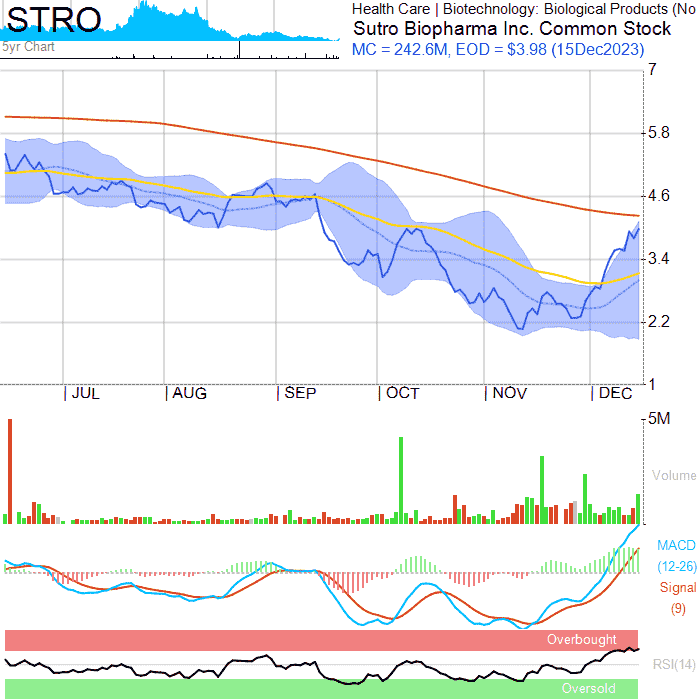 STRO
5yr Chart
Health Care | Biotechnology: Biological Products (No
Sutro Biopharma Inc. Common Stock
MC = 242.6M, EOD = $3.98 (15Dec2023)
7
5.8
4.6
3.4
2.2
1
JUL
AUG
SEP
OCT
NOV
DEC
5M
Volume
MACD
(12-26)
Signal
(9)
Overbought
RSI(14)
Oversold